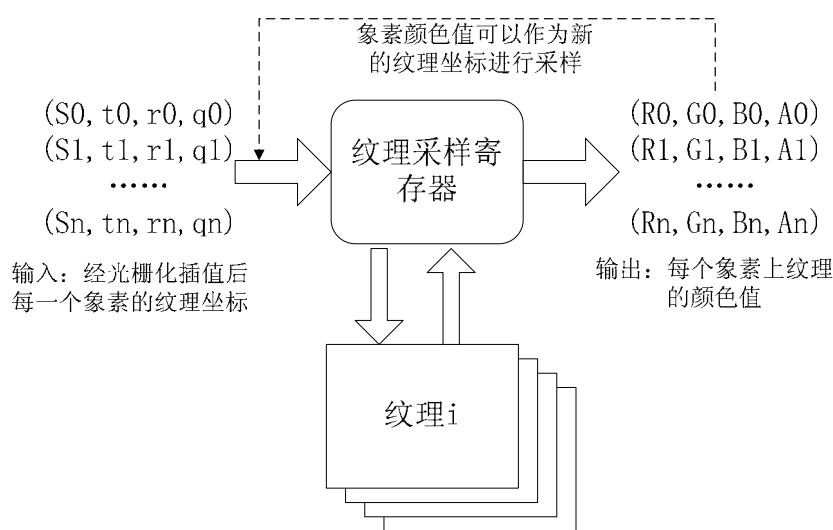 象素颜色值可以作为新
的纹理坐标进行采样
(S0, t0, r0, q0)
(S1, t1, r1, q1)
……
(Sn, tn, rn, qn)
输入：经光栅化插值后
每一个象素的纹理坐标
纹理采样寄
存器
(R0, G0, B0, A0)
(R1, G1, B1, A1)
……
(Rn, Gn, Bn, An)
输出：每个象素上纹理
的颜色值
纹理i